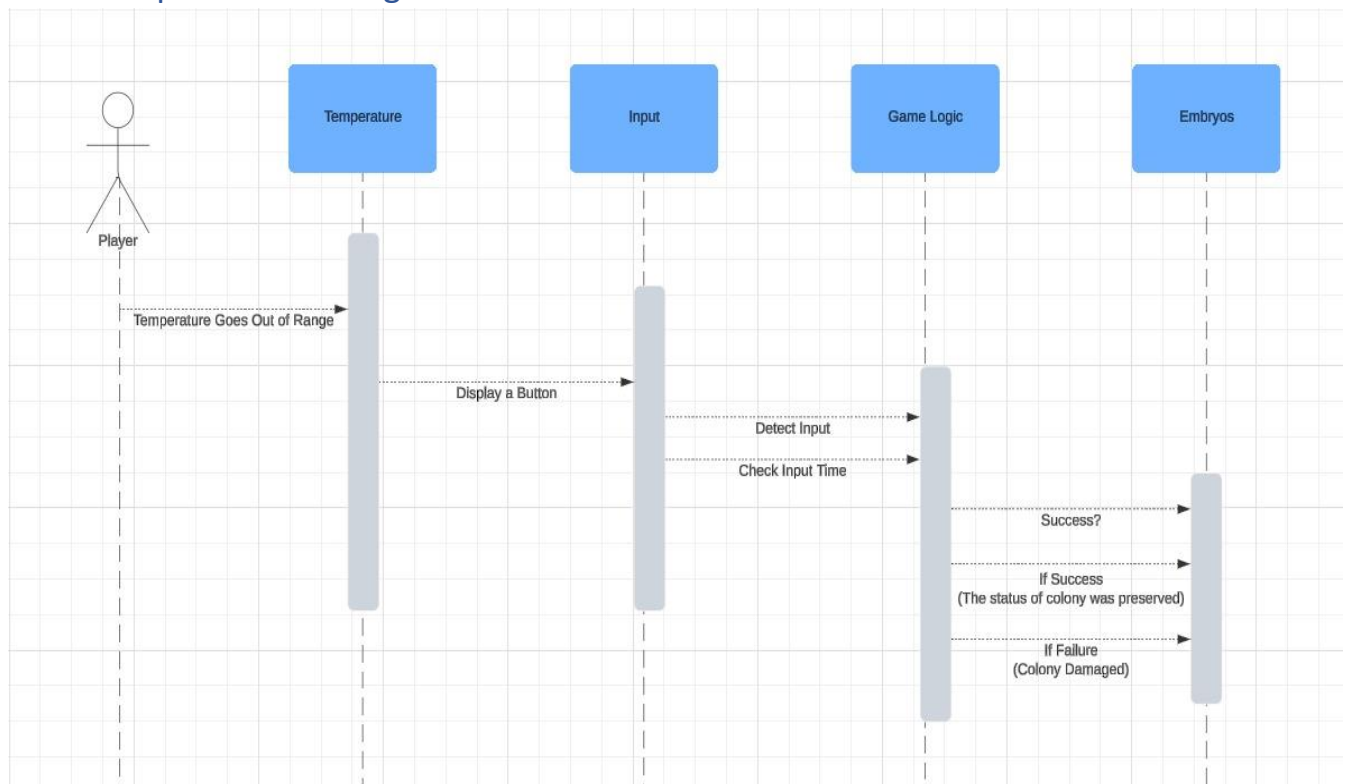 Temperature
Input
Game Logic
Embryos
Player
Temperature Goes Out of Range
Display a Button
Detect Input
Check Input Time
Success?
If Success
(The status of colony was preserved)
If Failure
(Colony Damaged)